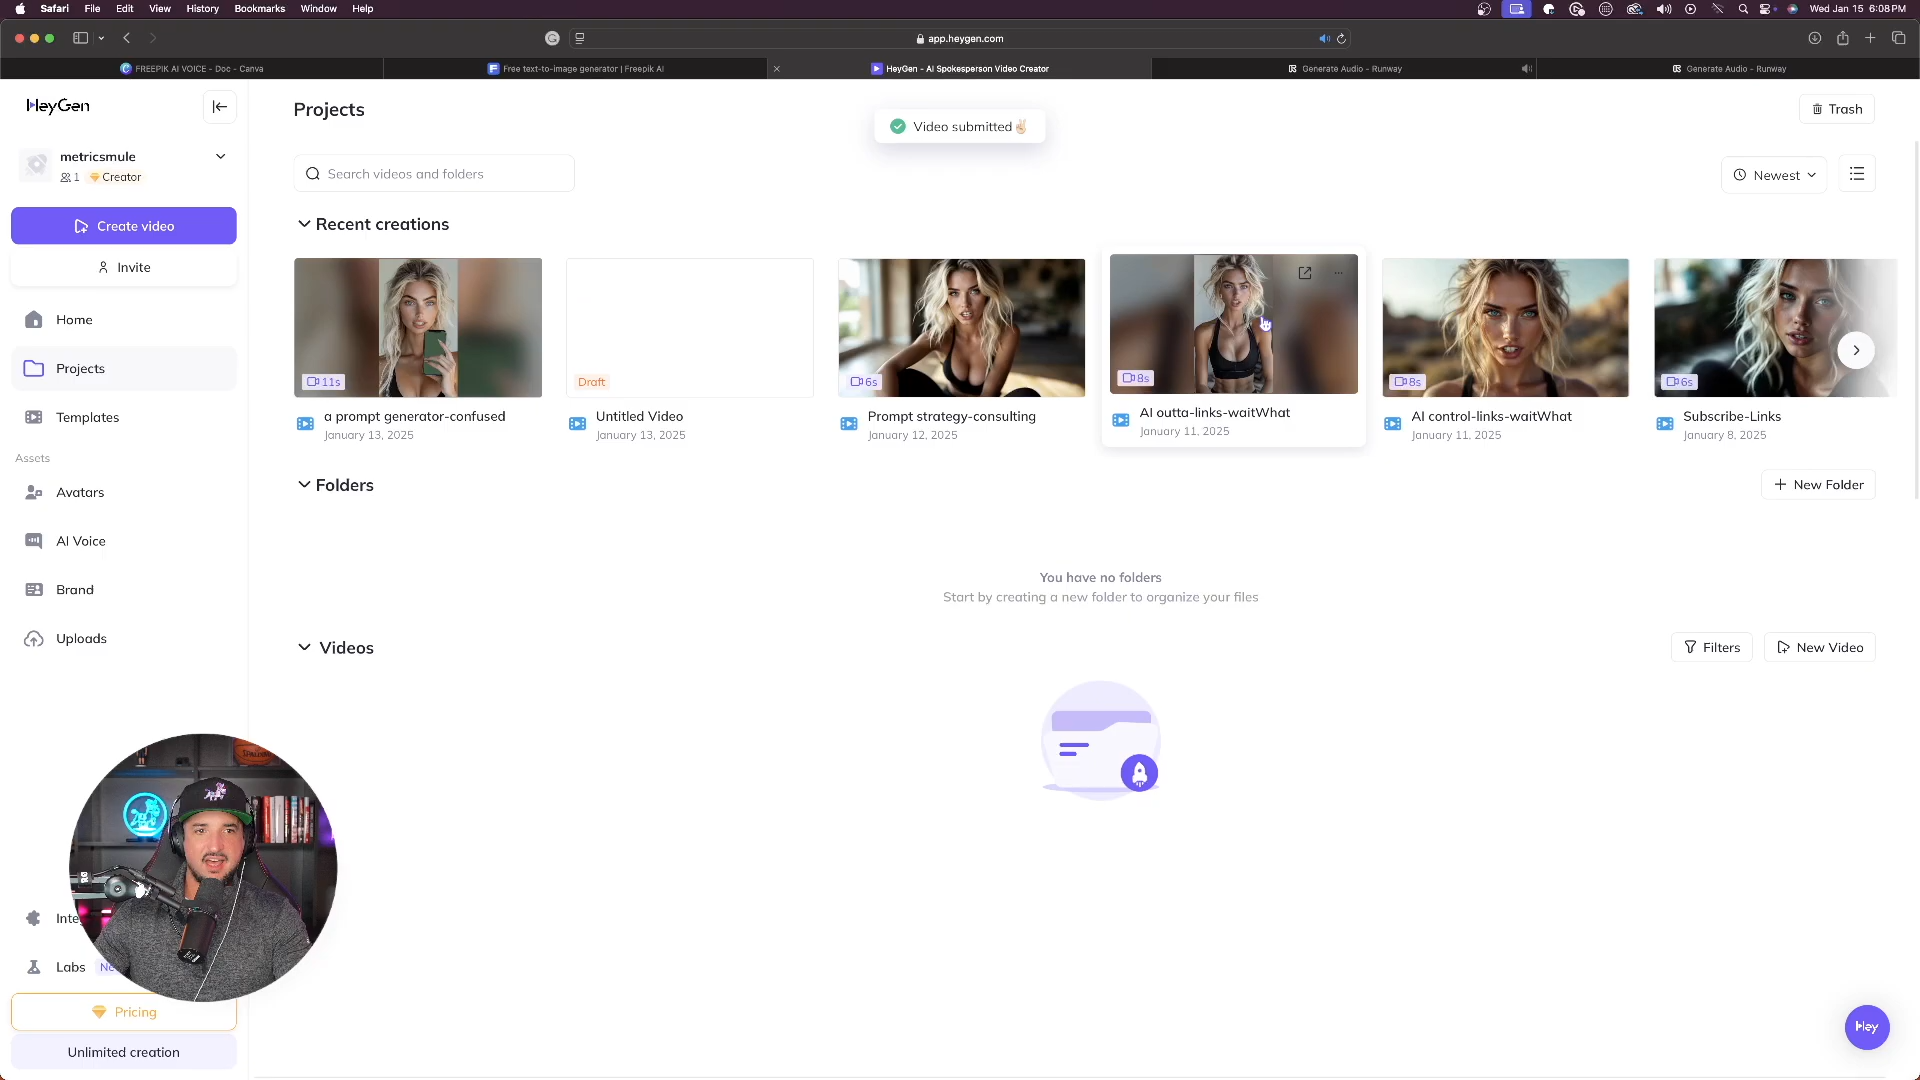 Safari File Edit View History Bookmarks Window Help
Wed Jan 15 6:08 PM
app.heygen.com
FREEPIK AI VOICE - Doc - Canva
Free text-to-image generator | Freepik AI
HeyGen - AI Spokesperson Video Creator
Generate Audio - Runway
Generate Audio - Runway
HeyGen
Projects
Video submitted✌🏻
Trash
metricsmule
1 Creator
Search videos and folders
Newest
Create video
Recent creations
Invite
Home
Projects
Templates
Assets
Avatars
AI Voice
Brand
Uploads
11s
Draft
6s
8s
8s
6s
a prompt generator-confused
January 13, 2025
Untitled Video
January 13, 2025
Prompt strategy-consulting
January 12, 2025
AI outta-links-waitWhat
January 11, 2025
AI control-links-waitWhat
January 11, 2025
Subscribe-Links
January 8, 2025
Folders
New Folder
You have no folders
Start by creating a new folder to organize your files
Videos
Filters
New Video
Labs
Pricing
Unlimited creation
Hey